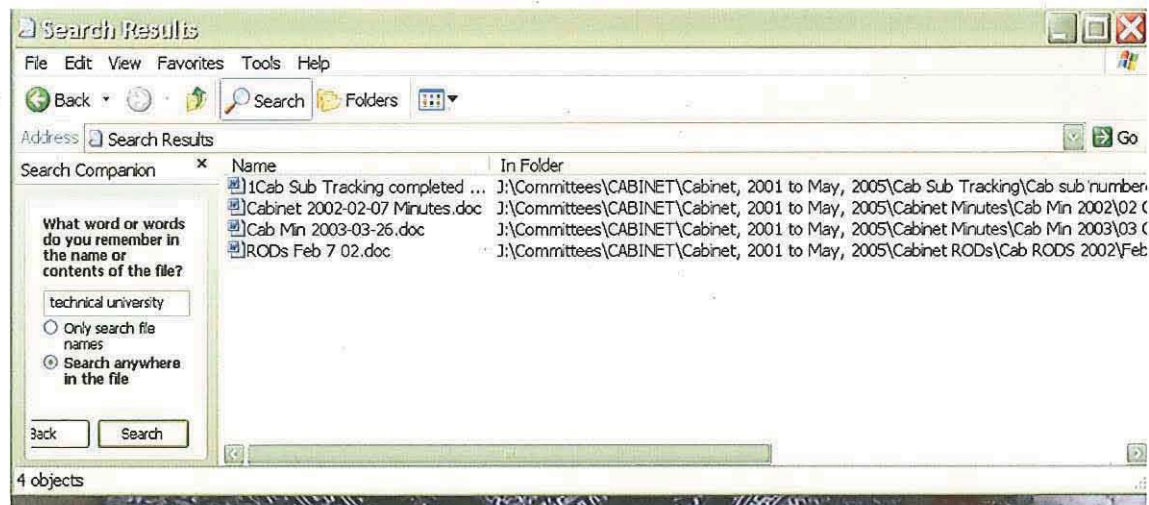 Search Results
File Edit View Favorites Tools Help
Back Search Folders
Address Search Results Go
Search Companion × Name In Folder
1Cab Sub Tracking completed ... J:\Committees\CABINET\Cabinet, 2001 to May, 2005\Cab Sub Tracking\Cab sub number
Cabinet 2002-02-07 Minutes.doc J:\Committees\CABINET\Cabinet, 2001 to May, 2005\Cabinet Minutes\Cab Min 2002\02 C
Cab Min 2003-03-26.doc J:\Committees\CABINET\Cabinet, 2001 to May, 2005\Cabinet Minutes\Cab Min 2003\03 C
RODs Feb 7 02.doc J:\Committees\CABINET\Cabinet, 2001 to May, 2005\Cabinet RODs\Cab RODS 2002\Feb
What word or words
do you remember in
the name or
contents of the file?
technical university
Only search file
names
Search anywhere
in the file
Back Search
4 objects